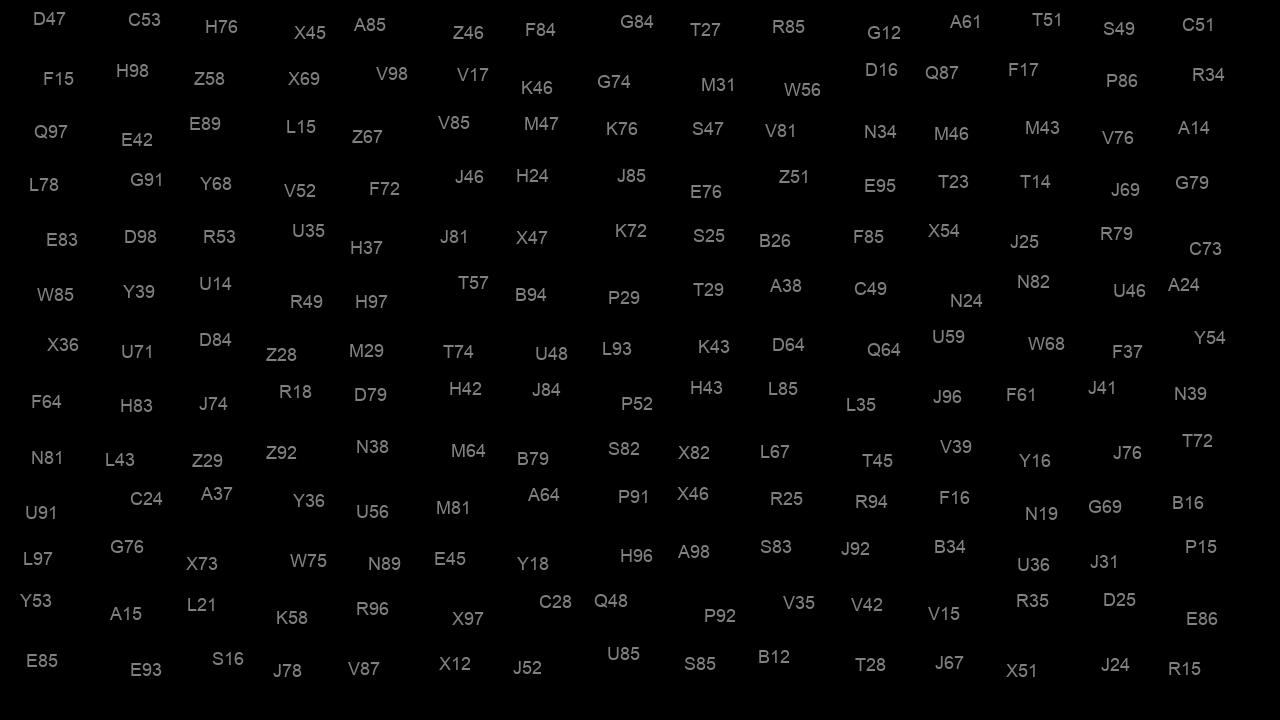 D47 C53 H76 X45 A85 Z46 F84 G84 T27 R85 G12 A61 T51 S49 C51
F15 H98 Z58 X69 V98 V17 K46 G74 M31 W56 D16 Q87 F17 P86 R34
Q97 E42 E89 L15 Z67 V85 M47 K76 S47 V81 N34 M46 M43 V76 A14
L78 G91 Y68 V52 F72 J46 H24 J85 E76 Z51 E95 T23 T14 J69 G79
E83 D98 R53 U35 H37 J81 X47 K72 S25 B26 F85 X54 J25 R79 C73
W85 Y39 U14 R49 H97 T57 B94 P29 T29 A38 C49 N24 N82 U46 A24
X36 U71 D84 Z28 M29 T74 U48 L93 K43 D64 Q64 U59 W68 F37 Y54
F64 H83 J74 R18 D79 H42 J84 P52 H43 L85 L35 J96 F61 J41 N39
N81 L43 Z29 Z92 N38 M64 B79 S82 X82 L67 T45 V39 Y16 J76 T72
U91 C24 A37 Y36 U56 M81 A64 P91 X46 R25 R94 F16 N19 G69 B16
L97 G76 X73 W75 N89 E45 Y18 H96 A98 S83 J92 B34 U36 J31 P15
Y53 A15 L21 K58 R96 X97 C28 Q48 P92 V35 V42 V15 R35 D25 E86
E85 E93 S16 J78 V87 X12 J52 U85 S85 B12 T28 J67 X51 J24 R15